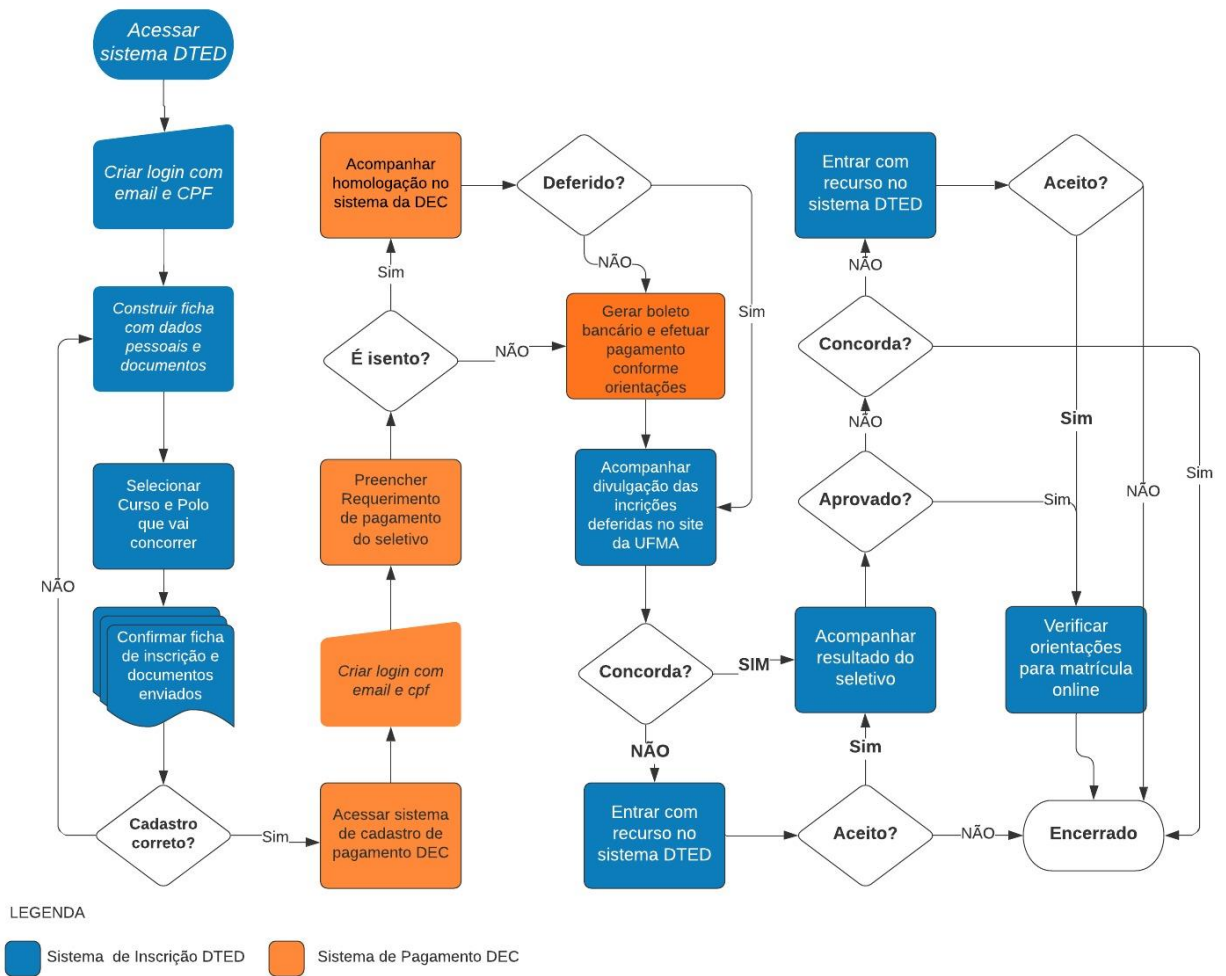 Acessar
sistema DTED
Criar login com
email e CPF
Construir ficha
com dados
pessoais e
documentos
Selecionar
Curso e Polo
que vai
concorrer
NÃO
Confirmar ficha
de inscrição e
documentos
enviados
Cadastro
correto?
Sim
Acessar sistema
de cadastro de
pagamento DEC
Criar login com
email e cpf
Preencher
Requerimento
de pagamento
do seletivo
É isento?
Sim
NÃO
Acompanhar
homologação no
sistema da DEC
Deferido?
NÃO
Sim
Gerar boleto
bancário e efetuar
pagamento
conforme
orientações
Acompanhar
divulgação das
incrições
deferidas no site
da UFMA
Concorda?
SIM
NÃO
Entrar com
recurso no
sistema DTED
Aceito?
Sim
NÃO
Acompanhar
resultado do
seletivo
Aprovado?
Sim
NÃO
Concorda?
Sim
NÃO
Entrar com
recurso no
sistema DTED
Aceito?
Sim
NÃO
Verificar
orientações
para matrícula
online
Encerrado
LEGENDA
Sistema de Inscrição DTED
Sistema de Pagamento DEC